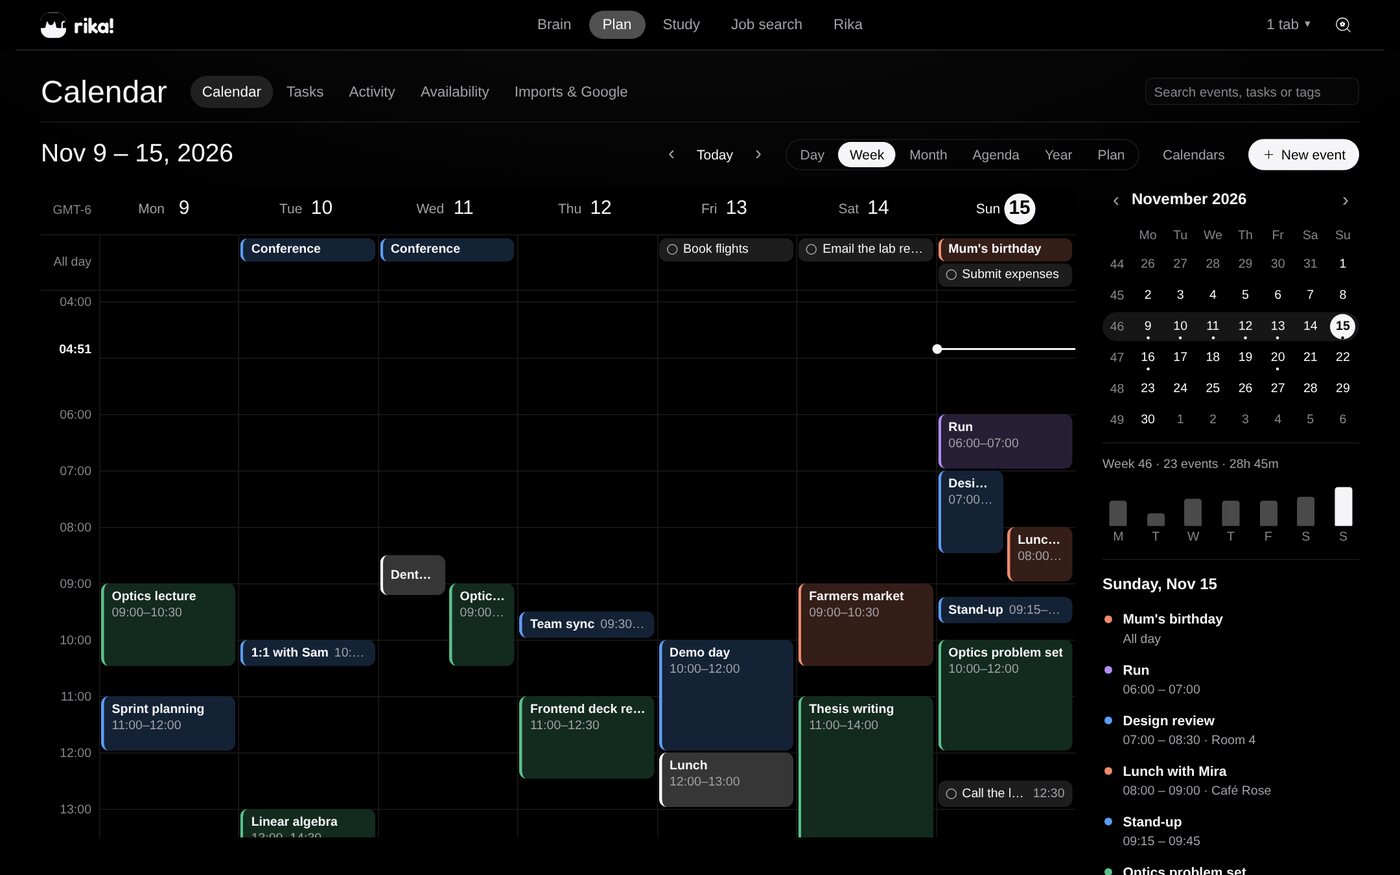 rika!
Brain Plan Study Job search Rika
1 tab
Calendar
Calendar Tasks Activity Availability Imports & Google
Search events, tasks or tags
Nov 9 – 15, 2026
Today
Day Week Month Agenda Year Plan
Calendars
+ New event
GMT-6
Mon 9
Tue 10
Wed 11
Thu 12
Fri 13
Sat 14
Sun 15
All day
Conference
Conference
Book flights
Email the lab re…
Mum's birthday
Submit expenses
04:00
04:51
06:00
07:00
08:00
09:00
10:00
11:00
12:00
13:00
Optics lecture
09:00–10:30
Sprint planning
11:00–12:00
1:1 with Sam 10:…
Linear algebra
13:00–14:30
Dent…
Optic…
09:00…
Team sync 09:30…
Frontend deck re…
11:00–12:30
Demo day
10:00–12:00
Lunch
12:00–13:00
Farmers market
09:00–10:30
Thesis writing
11:00–14:00
Run
06:00–07:00
Desi…
07:00…
Lunc…
08:00…
Stand-up 09:15–…
Optics problem set
10:00–12:00
Call the l… 12:30
November 2026
Mo Tu We Th Fr Sa Su
44 26 27 28 29 30 31 1
45 2 3 4 5 6 7 8
46 9 10 11 12 13 14 15
47 16 17 18 19 20 21 22
48 23 24 25 26 27 28 29
49 30 1 2 3 4 5 6
Week 46 · 23 events · 28h 45m
M T W T F S S
Sunday, Nov 15
Mum's birthday
All day
Run
06:00 – 07:00
Design review
07:00 – 08:30 · Room 4
Lunch with Mira
08:00 – 09:00 · Café Rose
Stand-up
09:15 – 09:45
Optics problem set